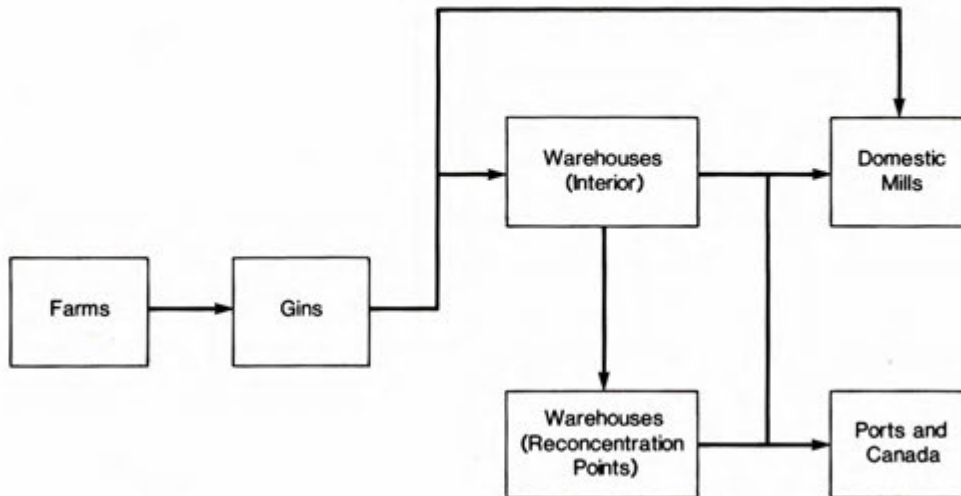 Warehouses
(Interior)
Domestic
Mills
Farms
Gins
Warehouses
(Reconcentration
Points)
Ports and
Canada